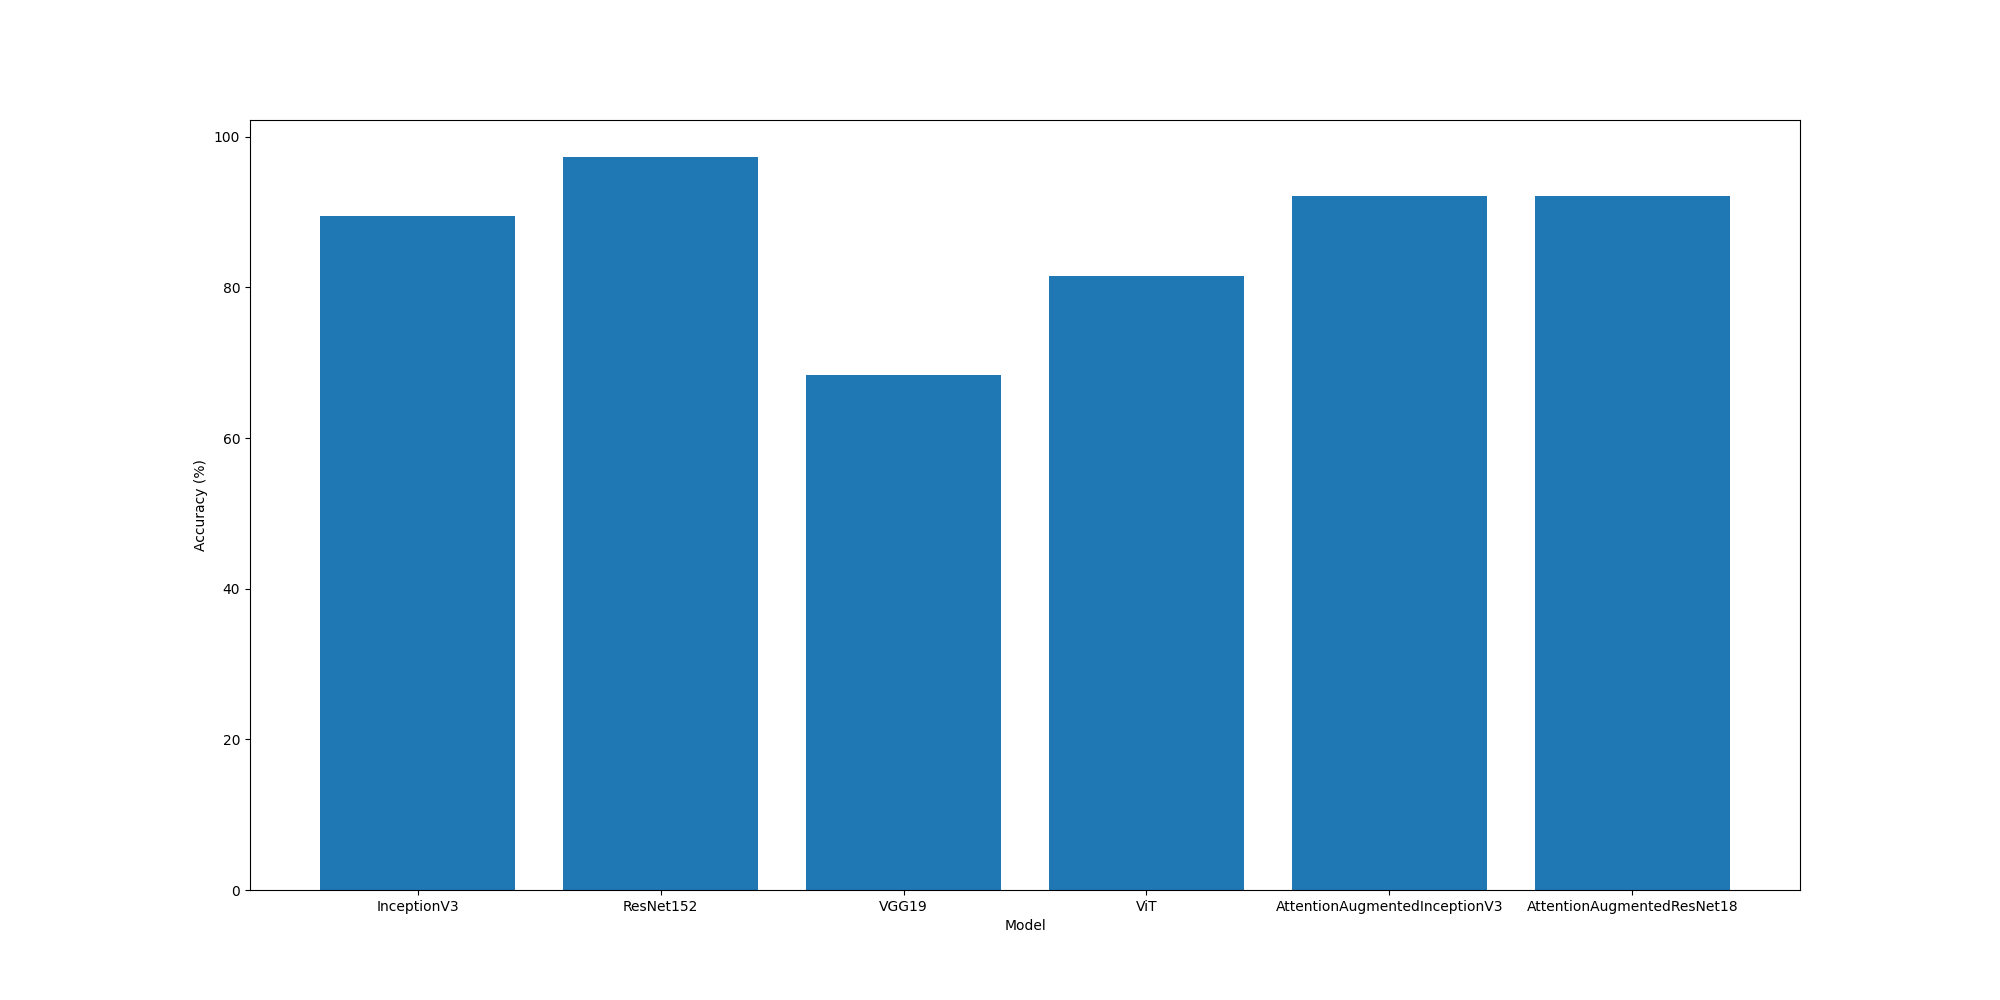 100
80
60
40
20
0
Accuracy (%)
InceptionV3 ResNet152 VGG19 ViT AttentionAugmentedInceptionV3 AttentionAugmentedResNet18
Model